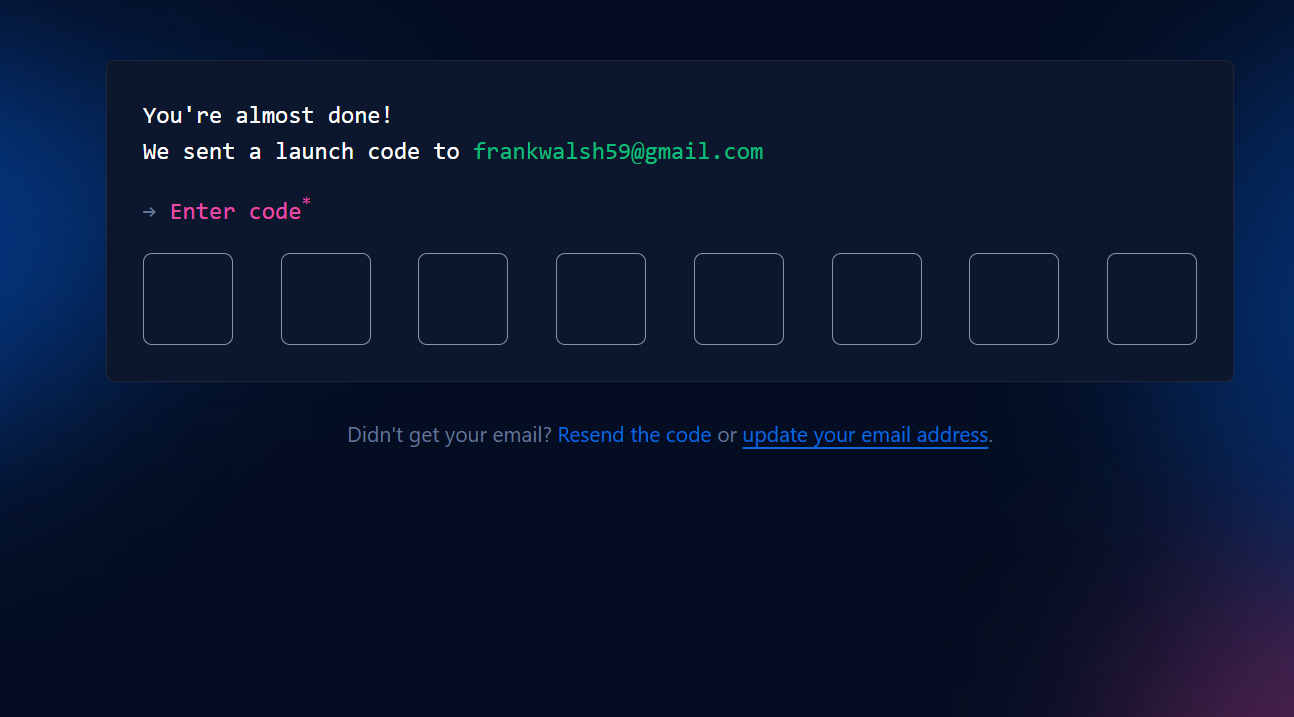 You're almost done!
We sent a launch code to frankwalsh59@gmail.com
→ Enter code*
Didn't get your email? Resend the code or update your email address.